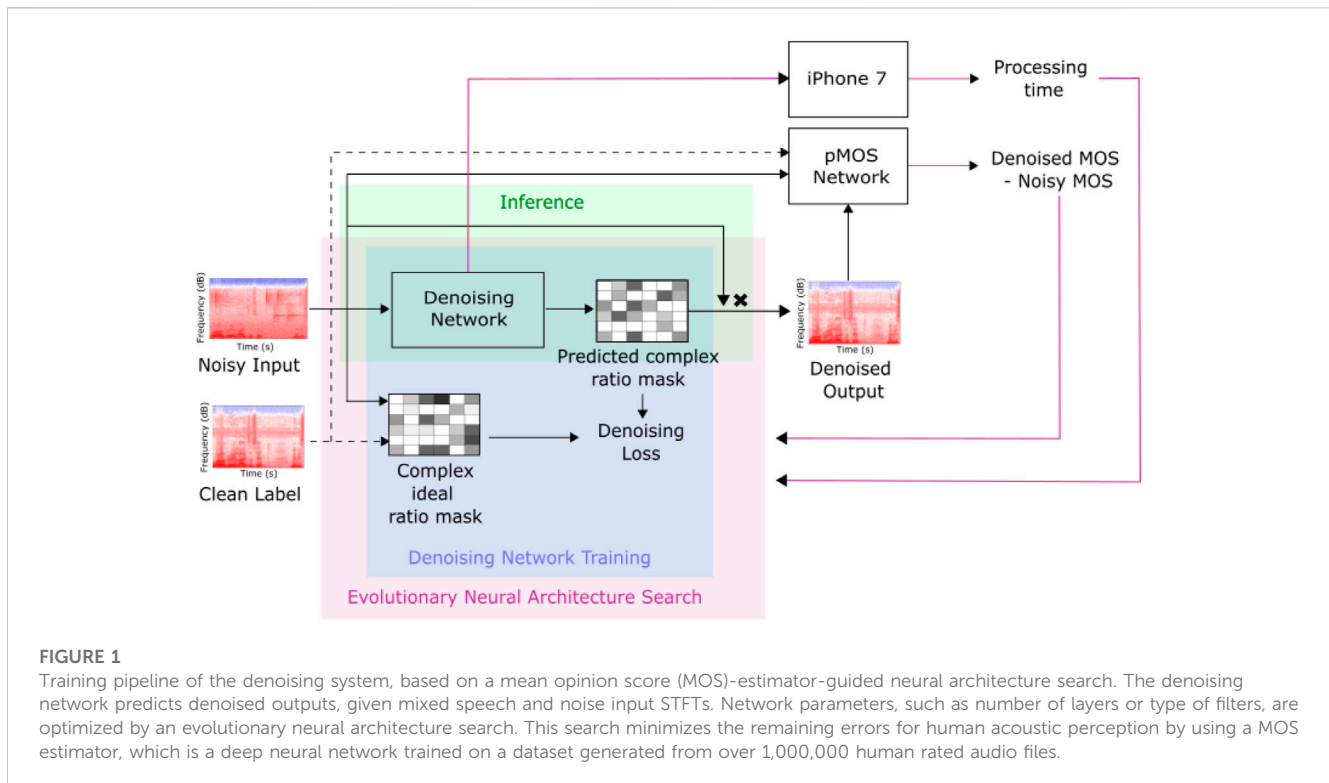 iPhone 7
Processing
time
pMOS
Network
Denoised MOS
- Noisy MOS
Inference
Frequency (dB)
Time (s)
Noisy Input
Denoising
Network
Predicted complex
ratio mask
Frequency (dB)
Time (s)
Denoised
Output
Frequency (dB)
Time (s)
Clean Label
Complex
ideal
ratio mask
Denoising
Loss
Denoising Network Training
Evolutionary Neural Architecture Search
FIGURE 1
Training pipeline of the denoising system, based on a mean opinion score (MOS)-estimator-guided neural architecture search. The denoising
network predicts denoised outputs, given mixed speech and noise input STFTs. Network parameters, such as number of layers or type of filters, are
optimized by an evolutionary neural architecture search. This search minimizes the remaining errors for human acoustic perception by using a MOS
estimator, which is a deep neural network trained on a dataset generated from over 1,000,000 human rated audio files.